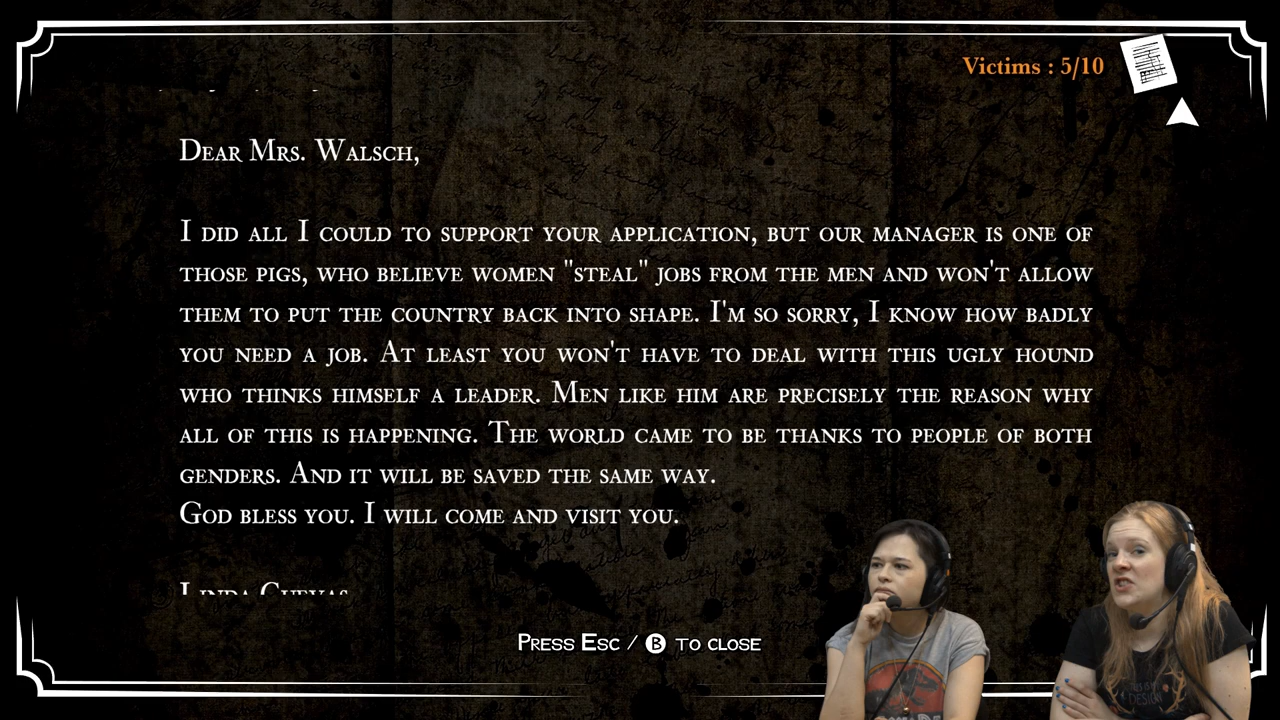 Victims : 5/10
Dear Mrs. Walsch,
I did all I could to support your application, but our manager is one of
those pigs, who believe women "steal" jobs from the men and won't allow
them to put the country back into shape. I'm so sorry, I know how badly
you need a job. At least you won't have to deal with this ugly hound
who thinks himself a leader. Men like him are precisely the reason why
all of this is happening. The world came to be thanks to people of both
genders. And it will be saved the same way.
God bless you. I will come and visit you.
Linda Cuevas
Press Esc / B to close
DESIGN